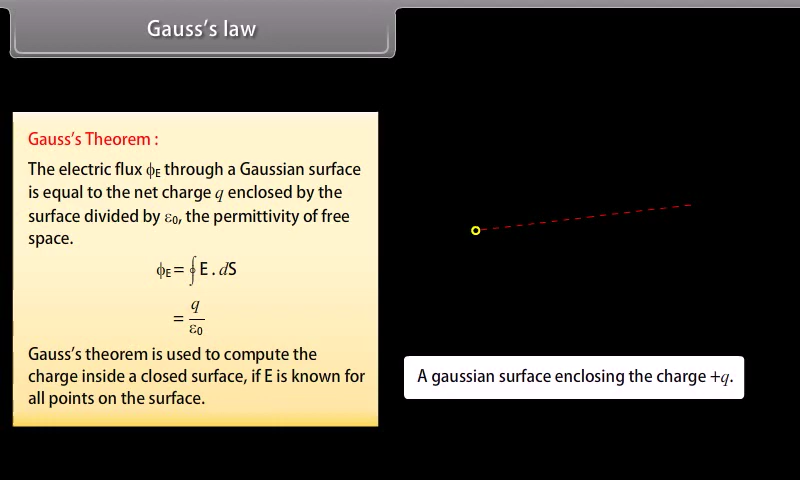 Gauss's law
Gauss's Theorem :
The electric flux ϕE through a Gaussian surface
is equal to the net charge q enclosed by the
surface divided by ε0, the permittivity of free
space.
ϕE = ∮ E . dS
= q/ε0
Gauss's theorem is used to compute the
charge inside a closed surface, if E is known for
all points on the surface.
A gaussian surface enclosing the charge +q.